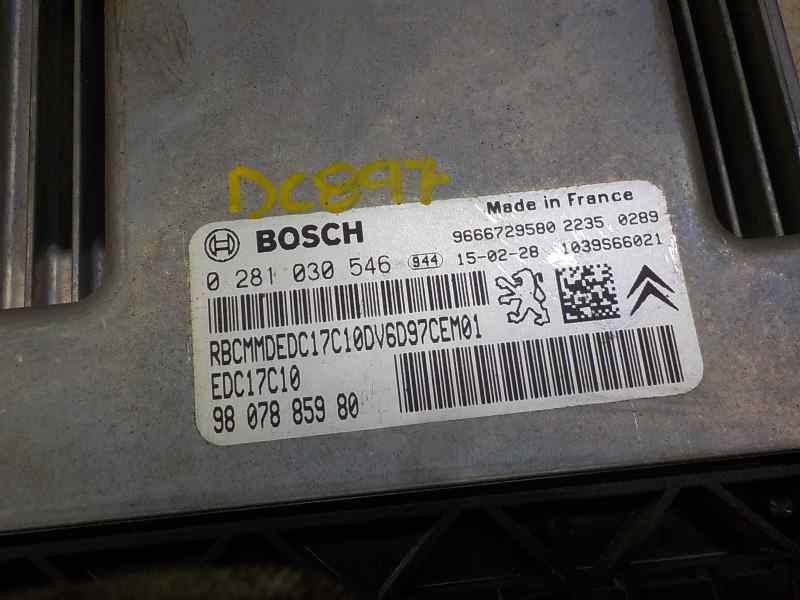 DC897
Made in France
BOSCH
9666729580 2235 0289
0 281 030 546 944 15-02-28 1039S66021
RBCMMDEDC17C10DV6D97CEM01
EDC17C10
98 078 859 80